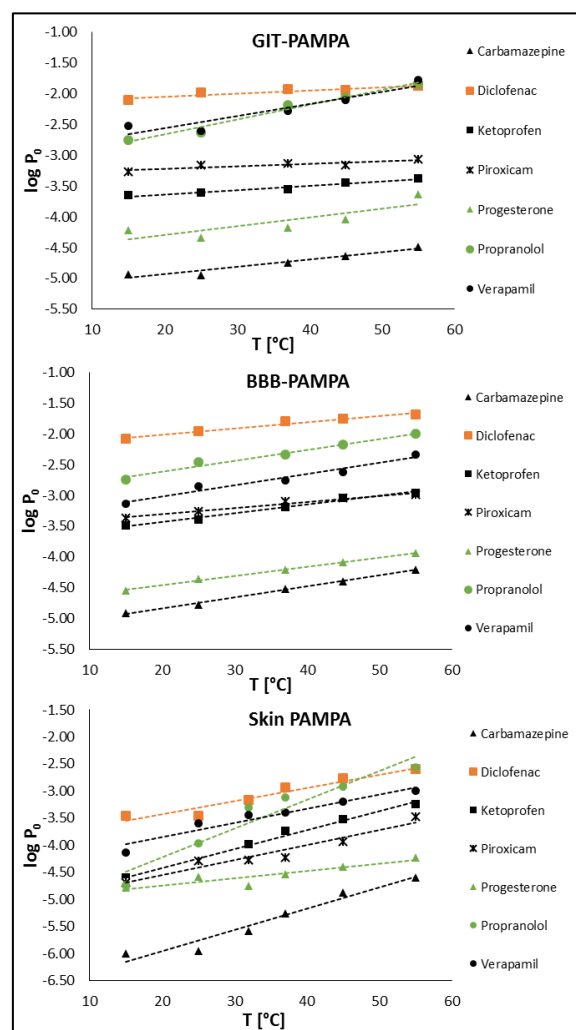 GIT-PAMPA
log P0
-1.00
-1.50
-2.00
-2.50
-3.00
-3.50
-4.00
-4.50
-5.00
-5.50
10 20 30 40 50 60
T [°C]
Carbamazepine
Diclofenac
Ketoprofen
Piroxicam
Progesterone
Propranolol
Verapamil
BBB-PAMPA
log P0
-1.00
-1.50
-2.00
-2.50
-3.00
-3.50
-4.00
-4.50
-5.00
-5.50
10 20 30 40 50 60
T [°C]
Carbamazepine
Diclofenac
Ketoprofen
Piroxicam
Progesterone
Propranolol
Verapamil
Skin PAMPA
log P0
-1.50
-2.00
-2.50
-3.00
-3.50
-4.00
-4.50
-5.00
-5.50
-6.00
-6.50
10 20 30 40 50 60
T [°C]
Carbamazepine
Diclofenac
Ketoprofen
Piroxicam
Progesterone
Propranolol
Verapamil